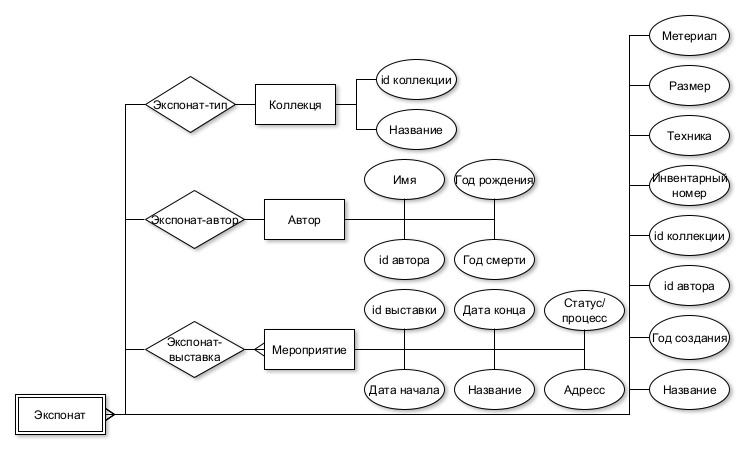 Метериал
Размер
Техника
Инвентарный
номер
id коллекции
id автора
Год создания
Название
Экспонат-тип
Коллекця
id коллекции
Название
Экспонат-автор
Автор
Имя
Год рождения
id автора
Год смерти
Экспонат-
выставка
Мероприятие
id выставки
Дата конца
Статус/
процесс
Дата начала
Название
Адресс
Экспонат